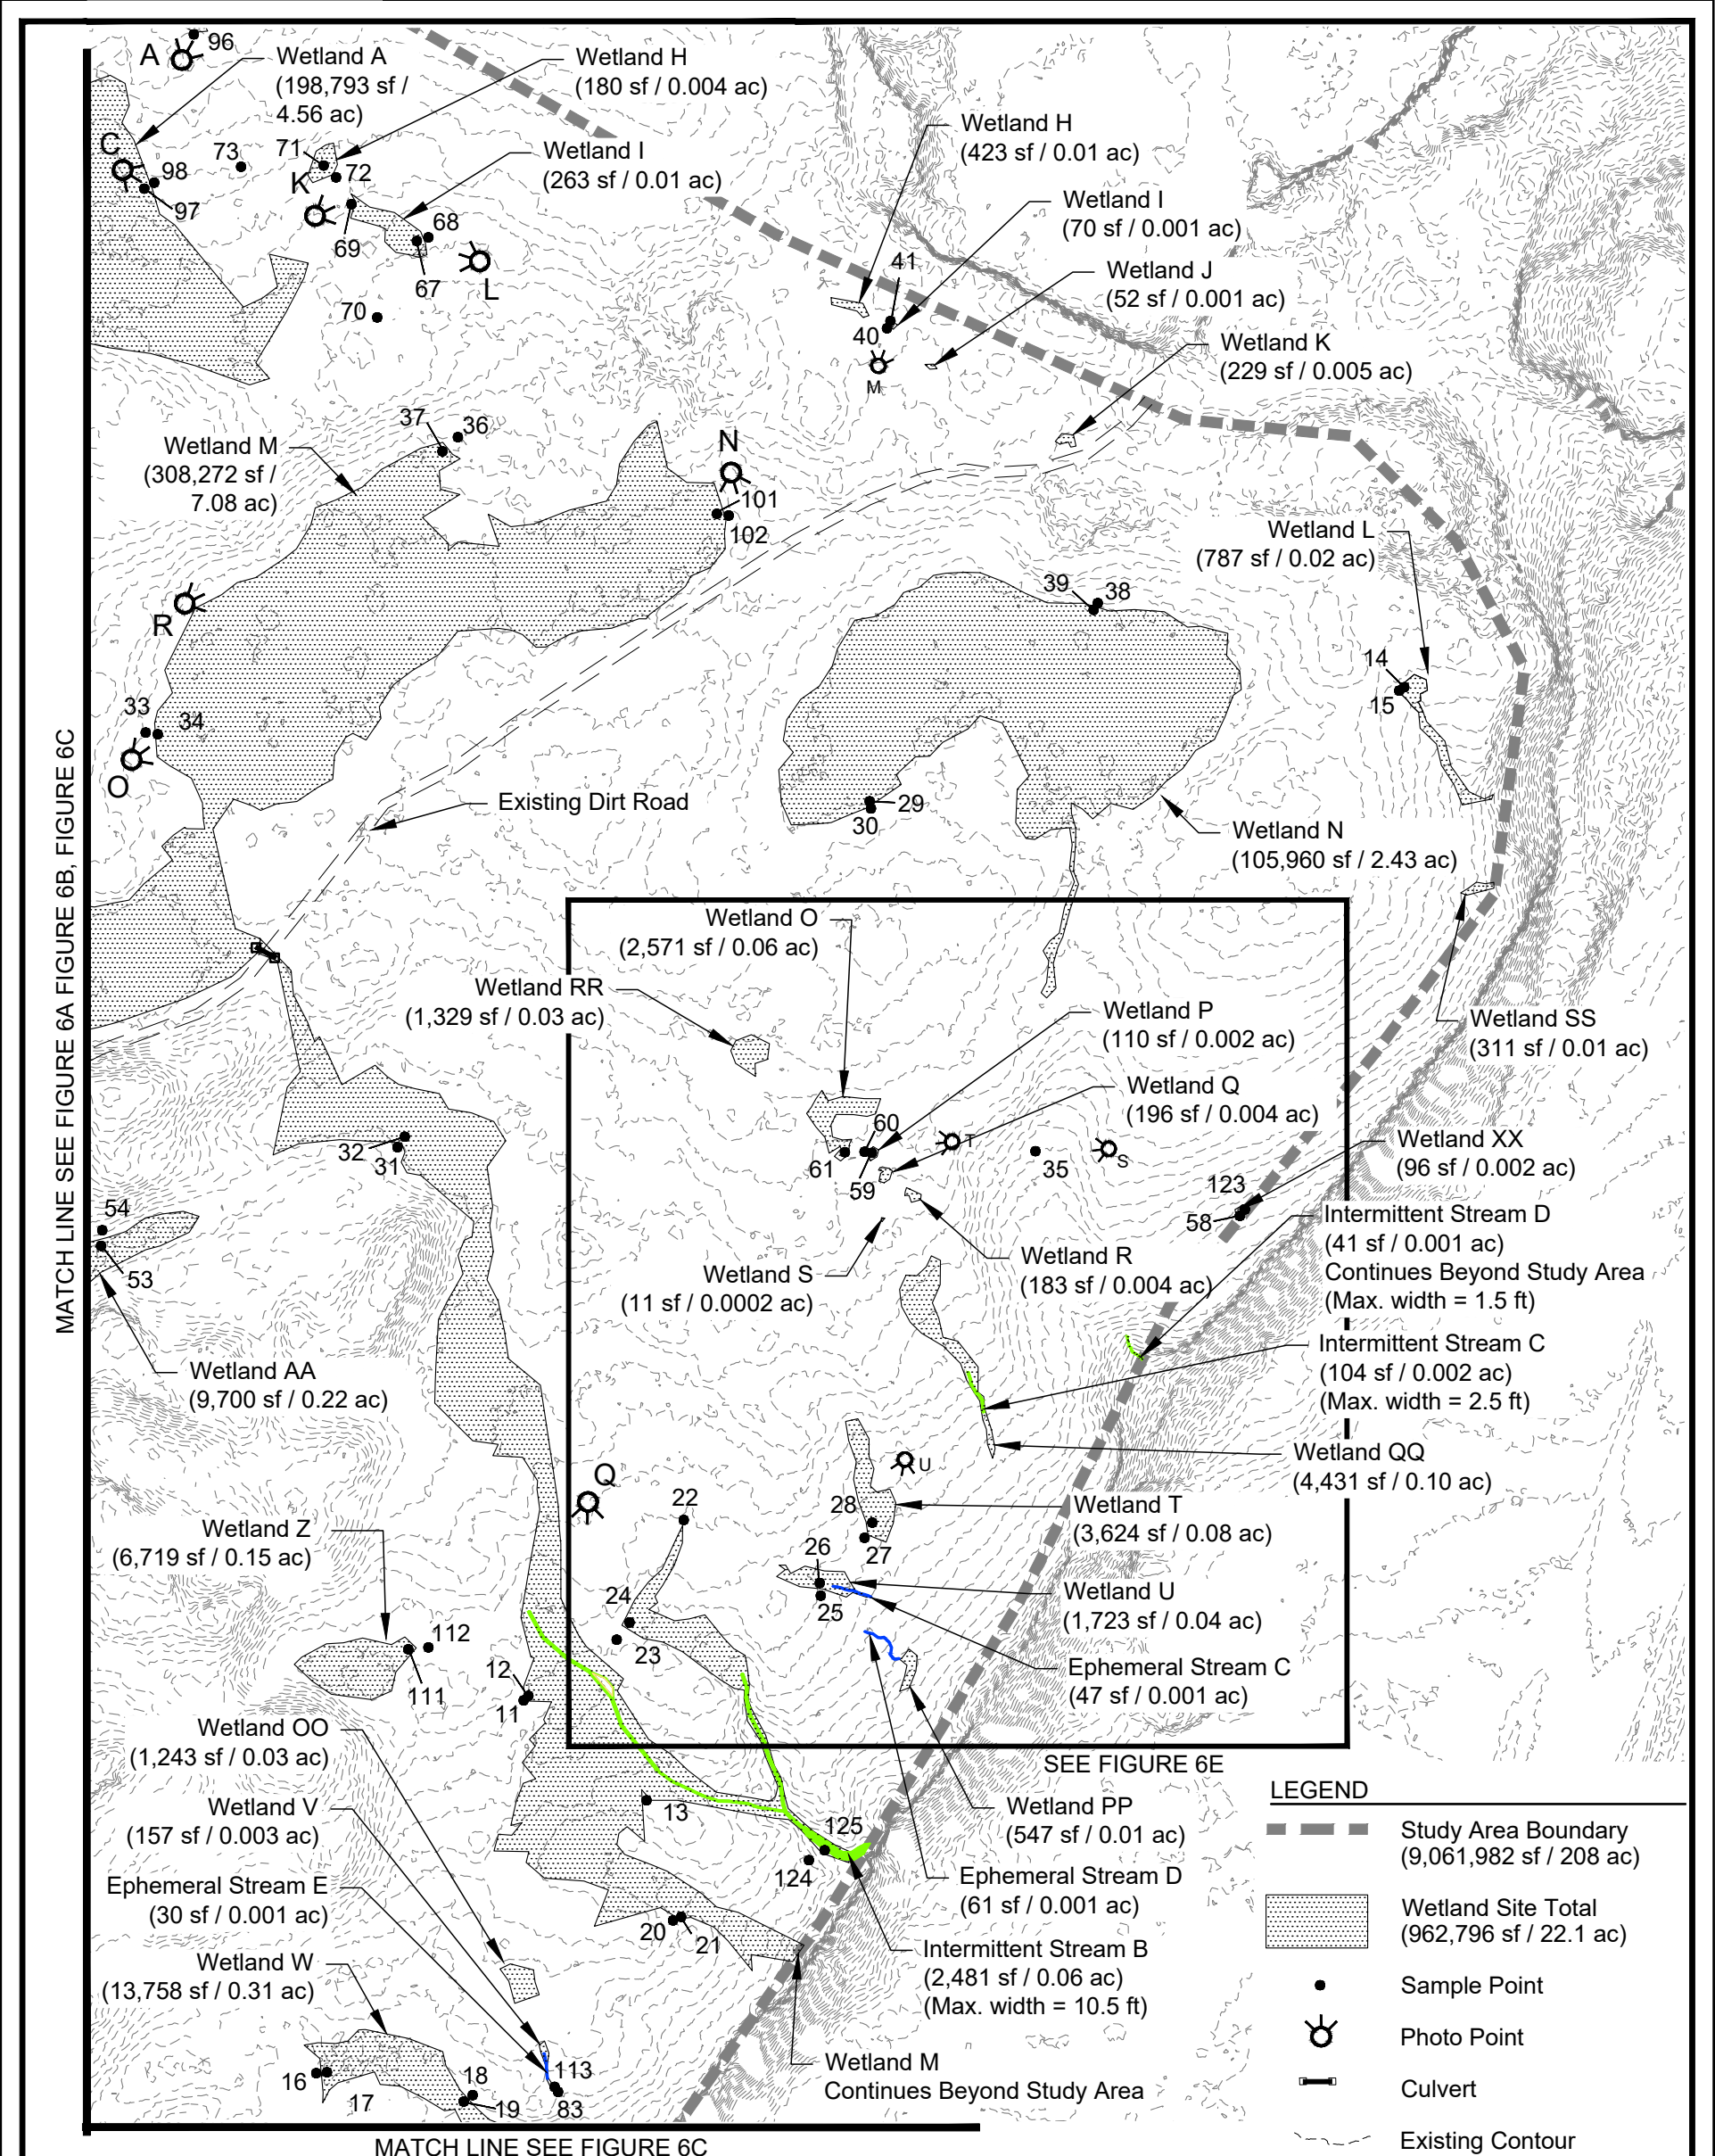 A
96
Wetland A
(198,793 sf /
4.56 ac)
Wetland H
(180 sf / 0.004 ac)
Wetland H
(423 sf / 0.01 ac)
C
98
97
73
71
72
K
Wetland I
(263 sf / 0.01 ac)
69
68
67
L
70
Wetland I
(70 sf / 0.001 ac)
41
40
M
Wetland J
(52 sf / 0.001 ac)
Wetland K
(229 sf / 0.005 ac)
37
36
Wetland M
(308,272 sf /
7.08 ac)
N
101
102
Wetland L
(787 sf / 0.02 ac)
39
38
R
14
15
33
34
O
Existing Dirt Road
29
30
Wetland N
(105,960 sf / 2.43 ac)
MATCH LINE SEE FIGURE 6A FIGURE 6B, FIGURE 6C
Wetland O
(2,571 sf / 0.06 ac)
Wetland RR
(1,329 sf / 0.03 ac)
Wetland P
(110 sf / 0.002 ac)
Wetland SS
(311 sf / 0.01 ac)
Wetland Q
(196 sf / 0.004 ac)
60
61
59
T
35
S
32
31
Wetland XX
(96 sf / 0.002 ac)
123
58
54
53
Intermittent Stream D
(41 sf / 0.001 ac)
Continues Beyond Study Area
(Max. width = 1.5 ft)
Wetland R
(183 sf / 0.004 ac)
Wetland S
(11 sf / 0.0002 ac)
Intermittent Stream C
(104 sf / 0.002 ac)
(Max. width = 2.5 ft)
Wetland AA
(9,700 sf / 0.22 ac)
Wetland QQ
(4,431 sf / 0.10 ac)
U
Q
22
28
27
Wetland T
(3,624 sf / 0.08 ac)
Wetland Z
(6,719 sf / 0.15 ac)
26
25
Wetland U
(1,723 sf / 0.04 ac)
24
23
112
111
12
11
Ephemeral Stream C
(47 sf / 0.001 ac)
Wetland OO
(1,243 sf / 0.03 ac)
SEE FIGURE 6E
Wetland V
(157 sf / 0.003 ac)
13
125
124
Wetland PP
(547 sf / 0.01 ac)
Ephemeral Stream E
(30 sf / 0.001 ac)
Ephemeral Stream D
(61 sf / 0.001 ac)
20
21
Intermittent Stream B
(2,481 sf / 0.06 ac)
(Max. width = 10.5 ft)
Wetland W
(13,758 sf / 0.31 ac)
Wetland M
Continues Beyond Study Area
16
17
18
19
113
83
MATCH LINE SEE FIGURE 6C
LEGEND
Study Area Boundary
(9,061,982 sf / 208 ac)
Wetland Site Total
(962,796 sf / 22.1 ac)
Sample Point
Photo Point
Culvert
Existing Contour